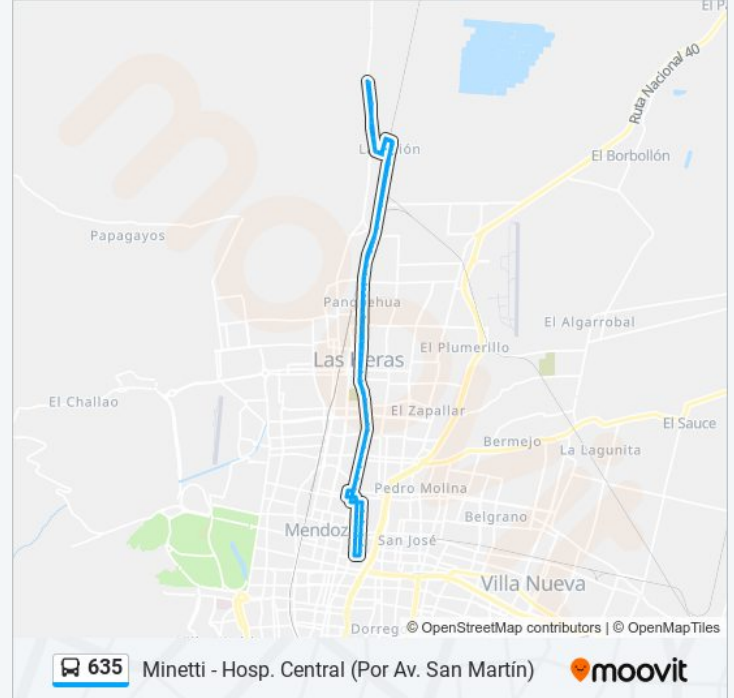 El P
Ruta Nacional 40
El Borbollón
Papagayos
El Algarrobal
El Plumerillo
Las Heras
El Challao
El Zapallar
El Sauce
Bermejo
La Lagunita
Pedro Molina
Belgrano
Mendoz
San José
Villa Nueva
Dorreg
© OpenStreetMap contributors | © OpenMapTiles
635 Minetti - Hosp. Central (Por Av. San Martín) moovit